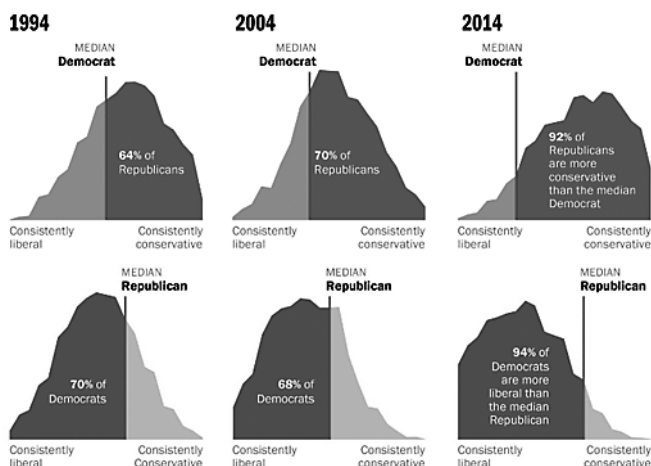 1994
2004
2014
MEDIAN
Democrat
MEDIAN
Democrat
MEDIAN
Democrat
64% of
Republicans
70% of
Republicans
92% of
Republicans
are more
conservative
than the median
Democrat
Consistently
liberal
Consistently
conservative
Consistently
liberal
Consistently
conservative
Consistently
liberal
Consistently
conservative
MEDIAN
Republican
MEDIAN
Republican
MEDIAN
Republican
70% of
Democrats
68% of
Democrats
94% of
Democrats
are more
liberal than
the median
Republican
Consistently
liberal
Consistently
Conservative
Consistently
liberal
Consistently
conservative
Consistently
liberal
Consistently
conservative